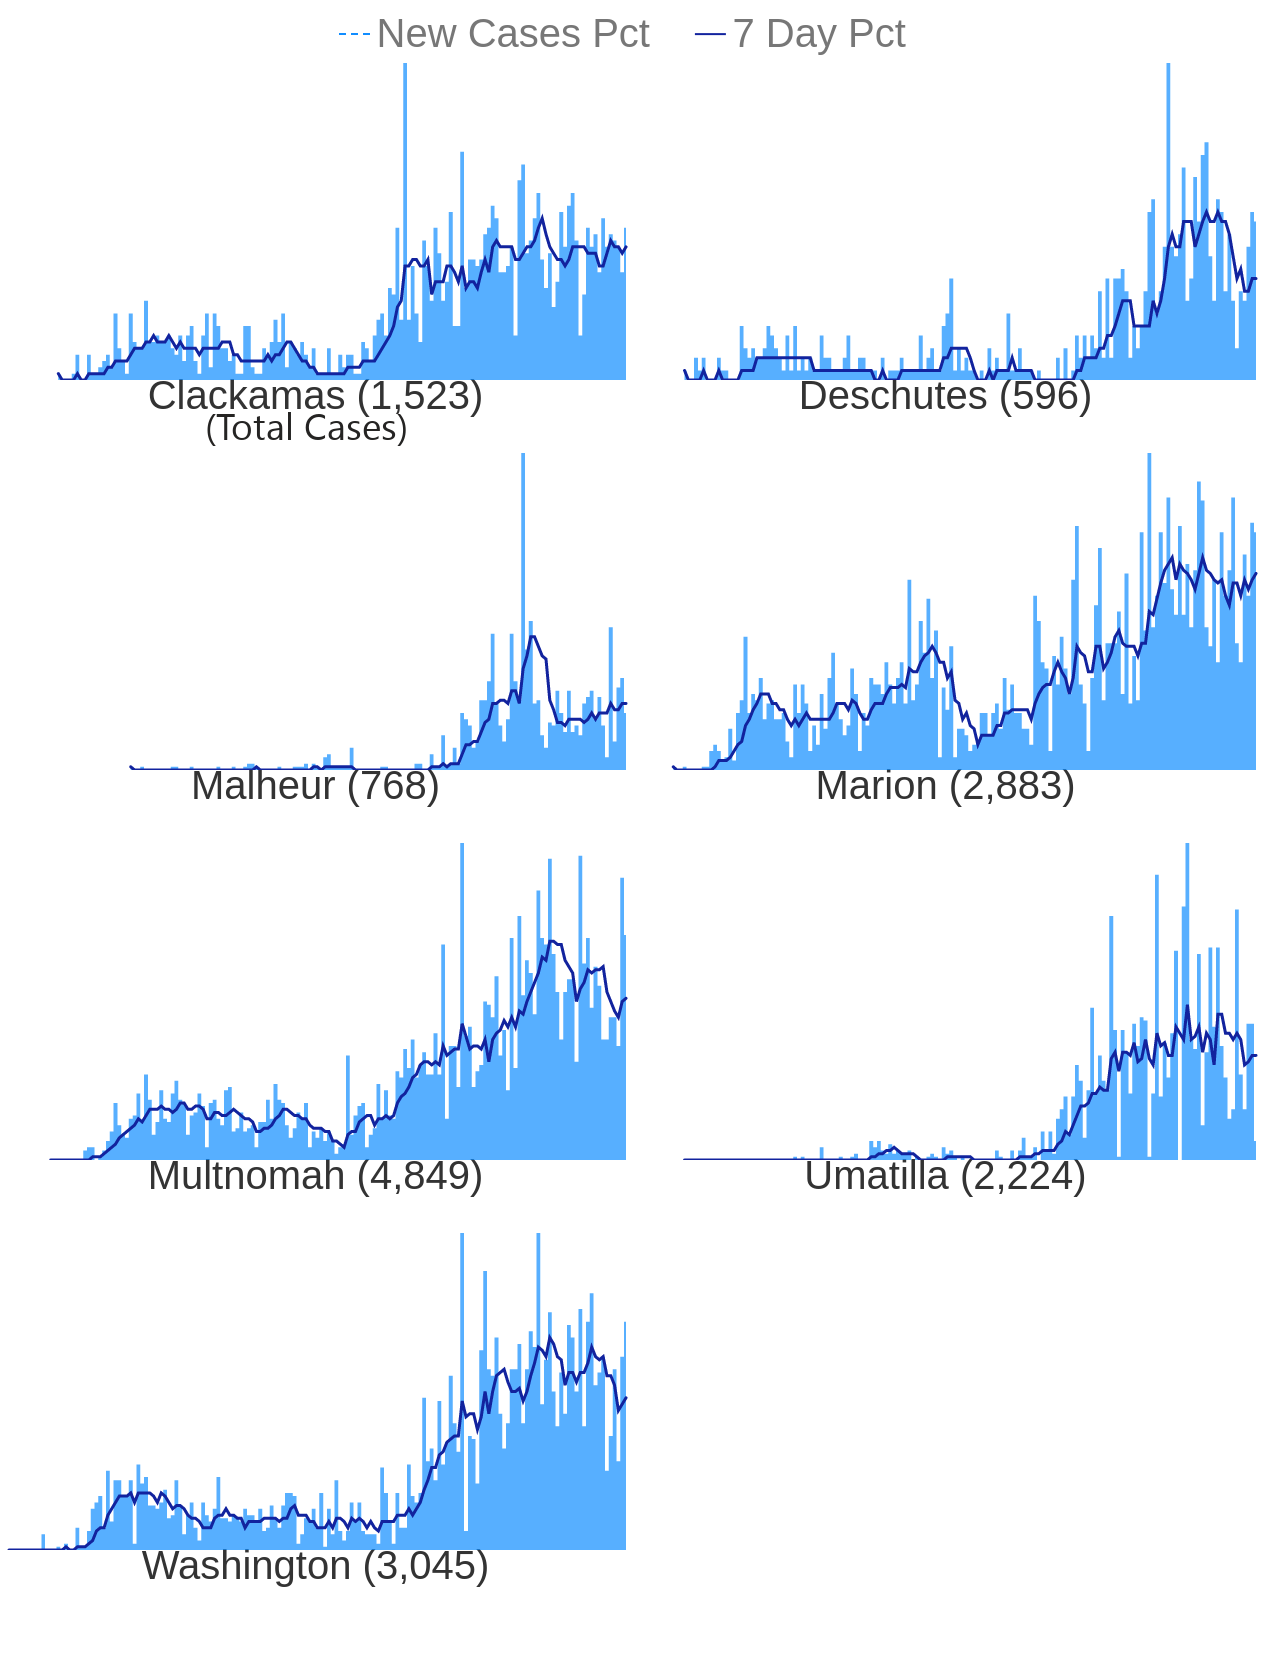 New Cases Pct 7 Day Pct
Clackamas (1,523)
(Total Cases)
Deschutes (596)
Malheur (768)
Marion (2,883)
Multnomah (4,849)
Umatilla (2,224)
Washington (3,045)